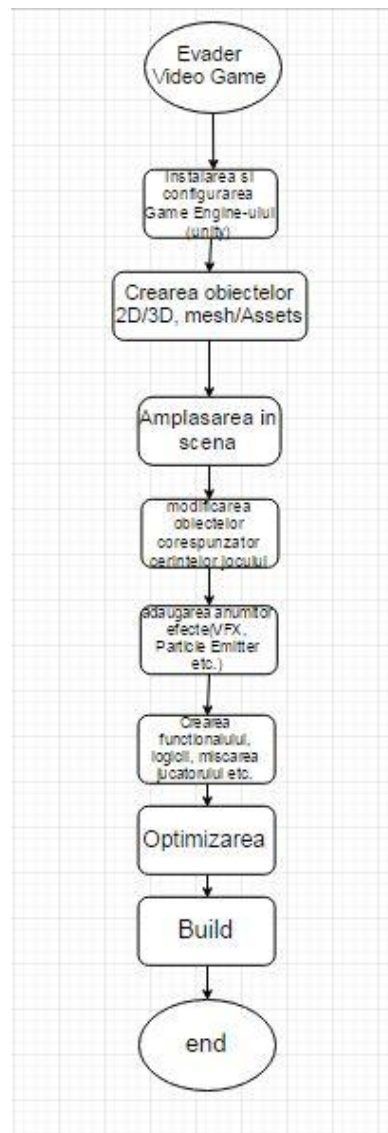 Evader
Video Game
Instalarea si
configurarea
Game Engine-ului
(unity)
Crearea obiectelor
2D/3D, mesh/Assets
Amplasarea in
scena
modificarea
obiectelor
corespunzator
cerintelor jocului
adaugarea anumitor
efecte(VFX,
Particle Emitter
etc.)
Crearea
functionalului,
logicii, miscarea
jucatorului etc.
Optimizarea
Build
end